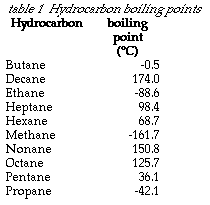 table 1 Hydrocarbon boiling points
Hydrocarbon boiling
point
(ºC)
Butane -0.5
Decane 174.0
Ethane -88.6
Heptane 98.4
Hexane 68.7
Methane -161.7
Nonane 150.8
Octane 125.7
Pentane 36.1
Propane -42.1